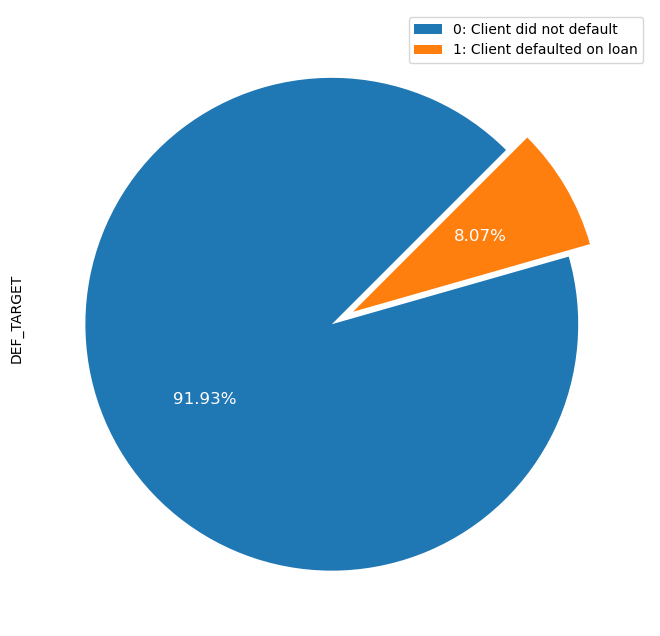 0: Client did not default
1: Client defaulted on loan
8.07%
DEF_TARGET
91.93%